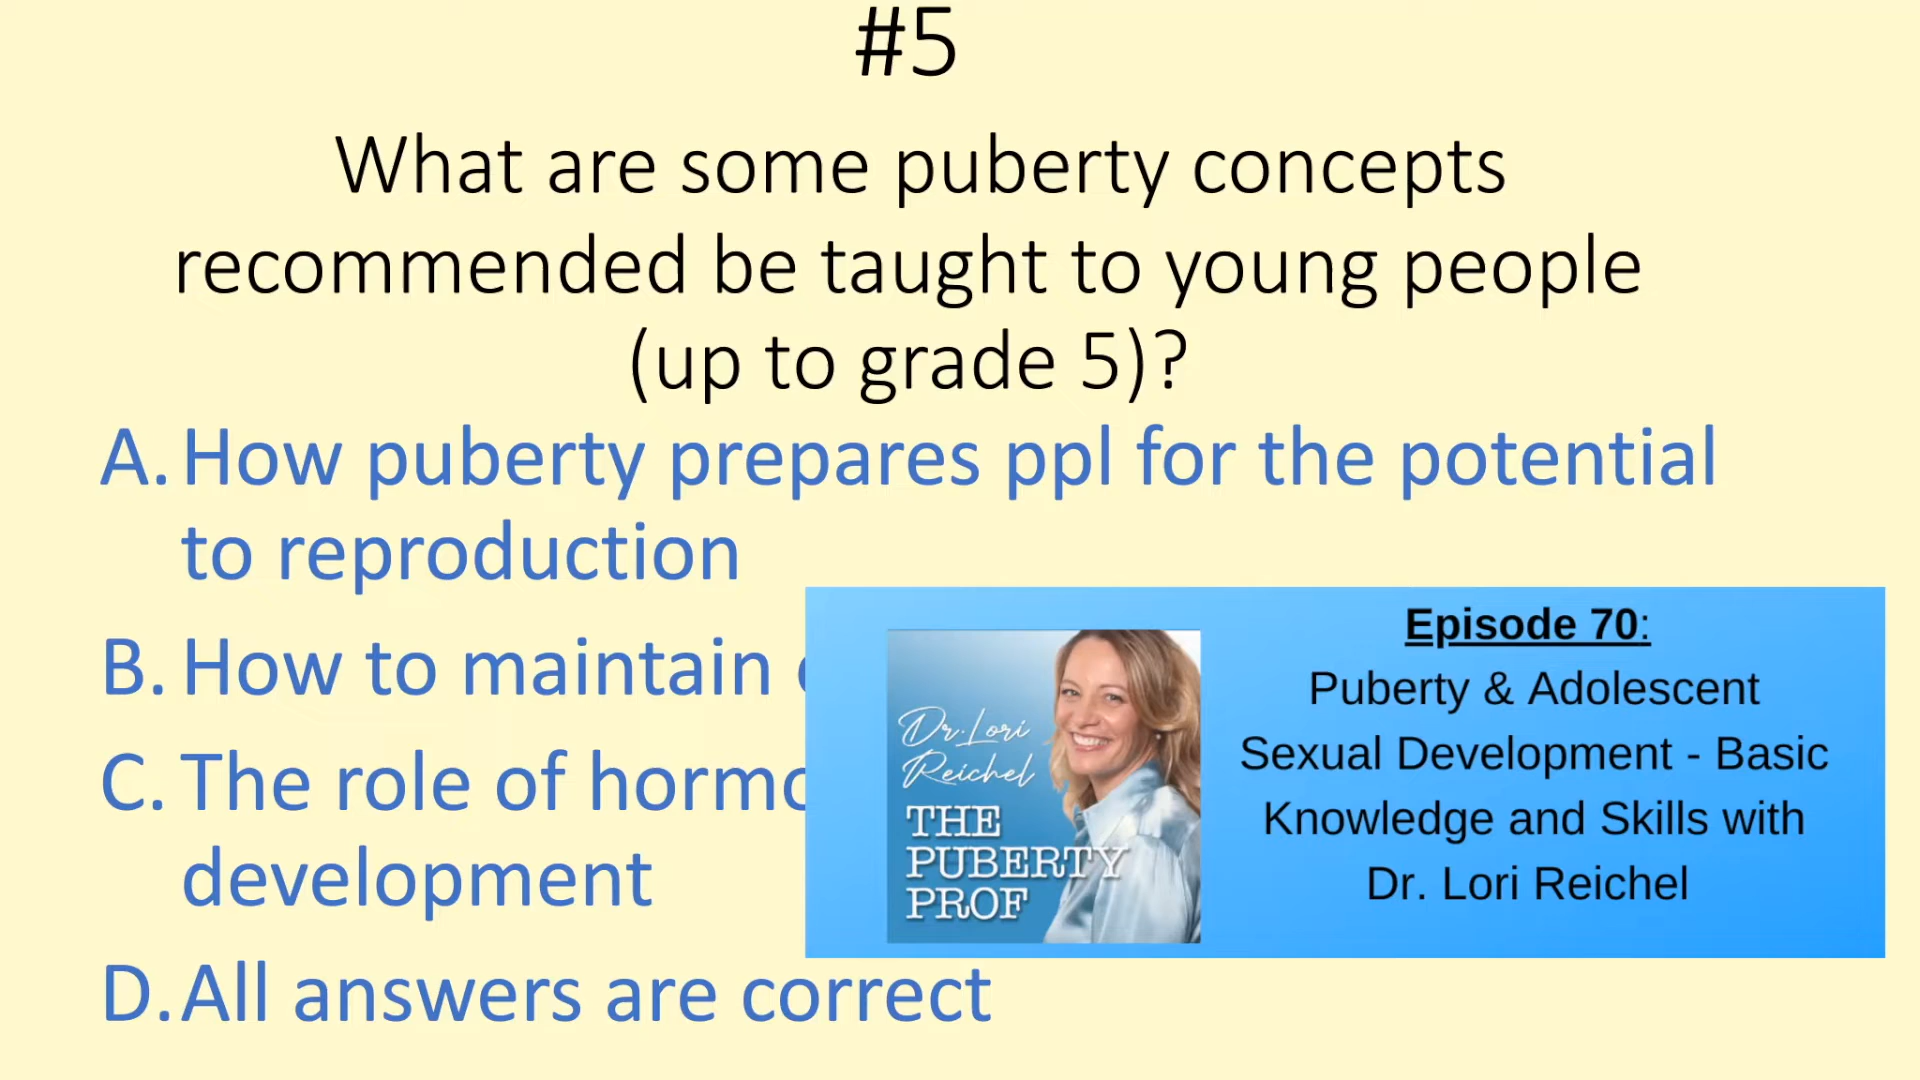 #5
What are some puberty concepts
recommended be taught to young people
(up to grade 5)?
A. How puberty prepares ppl for the potential
to reproduction
B. How to maintain
C. The role of
development
D. All answers are correct
Dr. Lori
Reichel
THE
PUBERTY
PROF
Episode 70:
Puberty & Adolescent
Sexual Development - Basic
Knowledge and Skills with
Dr. Lori Reichel